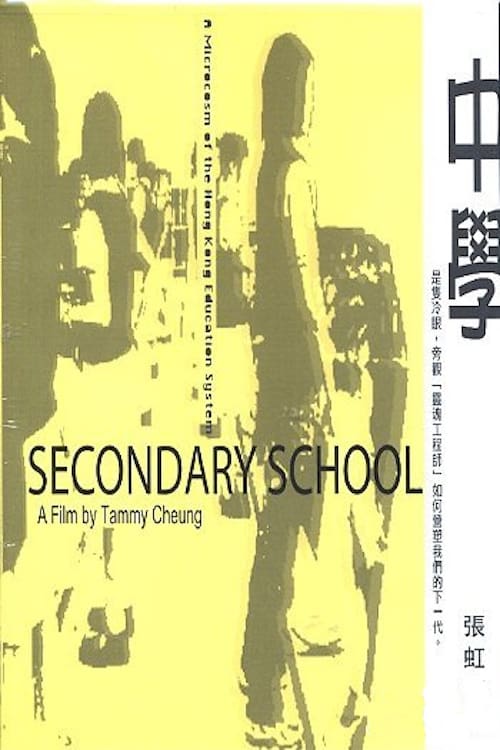 A Microcosm of the Hong Kong Education System
SECONDARY SCHOOL
A Film by Tammy Cheung
中學
是隻冷眼，旁觀「靈魂工程師」如何營塑我們的下一代。
張虹